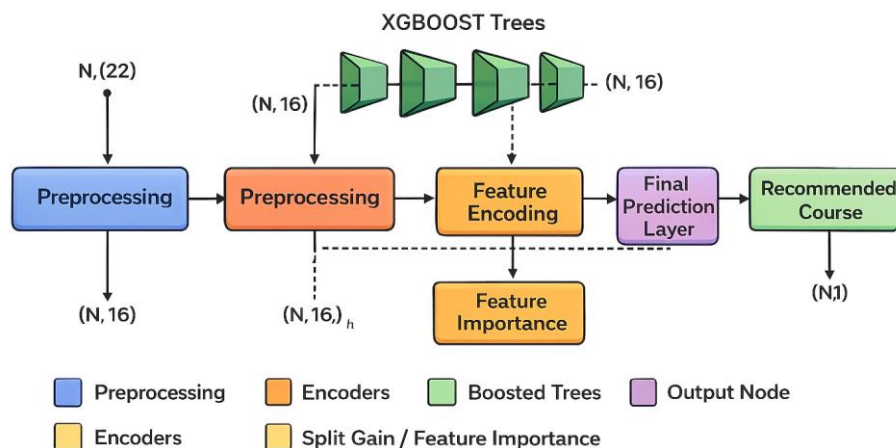 XGBOOST Trees
N,(22)
(N, 16)
(N, 16)
Preprocessing
Preprocessing
Feature
Encoding
Final
Prediction
Layer
Recommended
Course
(N, 16)
(N, 16,)h
Feature
Importance
(N,1)
Preprocessing
Encoders
Boosted Trees
Output Node
Encoders
Split Gain / Feature Importance